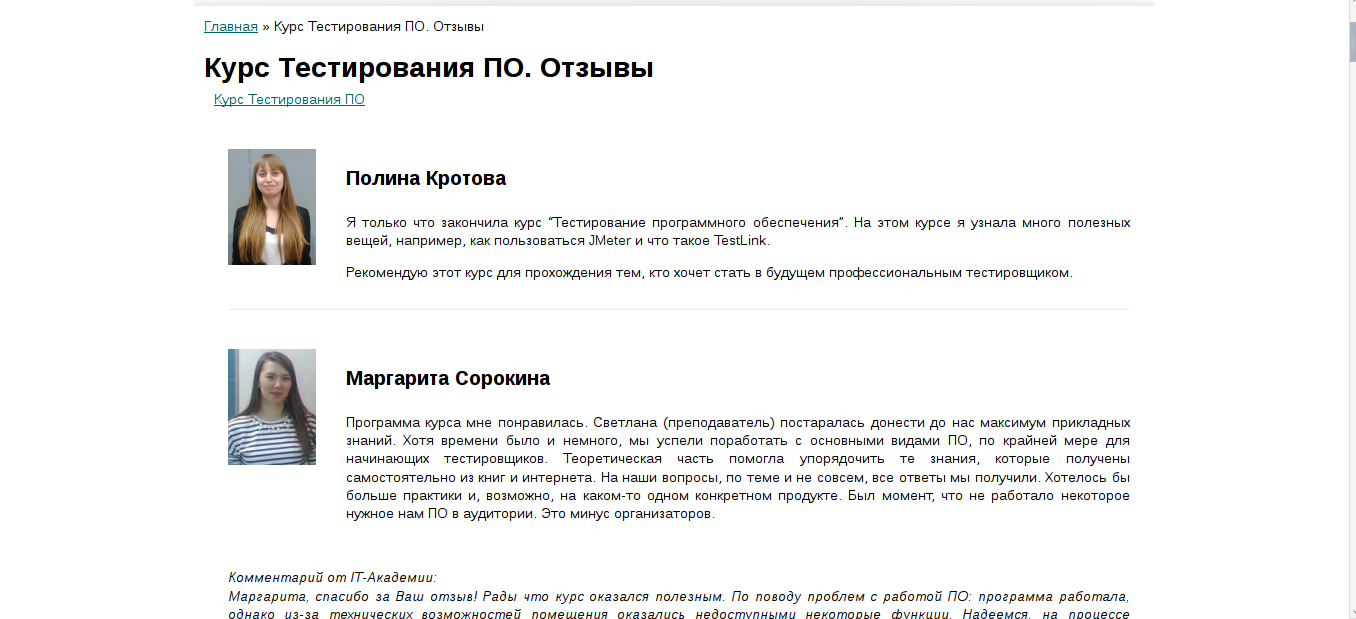 Главная » Курс Тестирования ПО. Отзывы
Курс Тестирования ПО. Отзывы
Курс Тестирования ПО
Полина Кротова
Я только что закончила курс “Тестирование программного обеспечения”. На этом курсе я узнала много полезных
вещей, например, как пользоваться JMeter и что такое TestLink.
Рекомендую этот курс для прохождения тем, кто хочет стать в будущем профессиональным тестировщиком.
Маргарита Сорокина
Программа курса мне понравилась. Светлана (преподаватель) постаралась донести до нас максимум прикладных
знаний. Хотя времени было и немного, мы успели поработать с основными видами ПО, по крайней мере для
начинающих тестировщиков. Теоретическая часть помогла упорядочить те знания, которые получены
самостоятельно из книг и интернета. На наши вопросы, по теме и не совсем, все ответы мы получили. Хотелось бы
больше практики и, возможно, на каком-то одном конкретном продукте. Был момент, что не работало некоторое
нужное нам ПО в аудитории. Это минус организаторов.
Комментарий от IT-Академии:
Маргарита, спасибо за Ваш отзыв! Рады что курс оказался полезным. По поводу проблем с работой ПО: программа работала,
однако из-за технических возможностей помещения оказались недоступными некоторые функции. Надеемся, на процессе